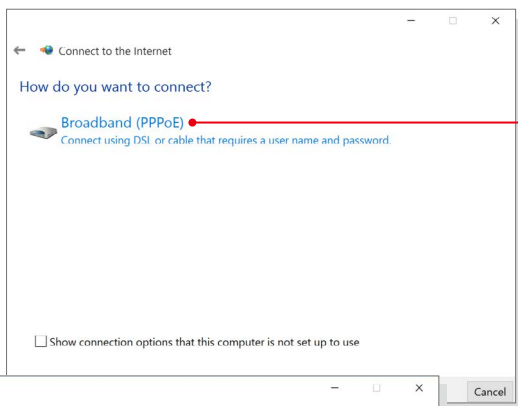 Connect to the Internet
How do you want to connect?
Broadband (PPPoE)
Connect using DSL or cable that requires a user name and password.
Show connection options that this computer is not set up to use
Cancel